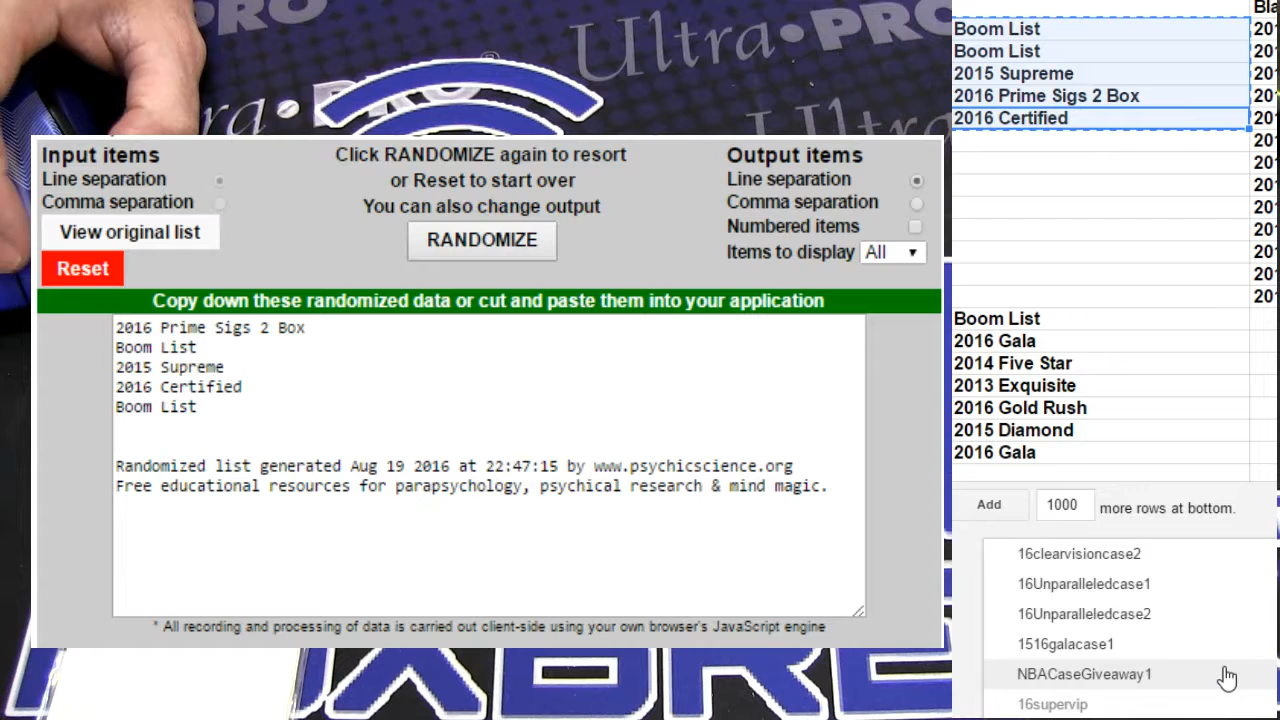 PRO
Ultra•PRO
Ultra•
PRO
Ultra
Input items
Line separation
Comma separation
View original list
Reset
Click RANDOMIZE again to resort
or Reset to start over
You can also change output
RANDOMIZE
Output items
Line separation
Comma separation
Numbered items
Items to display All
Copy down these randomized data or cut and paste them into your application
2016 Prime Sigs 2 Box
Boom List
2015 Supreme
2016 Certified
Boom List
Randomized list generated Aug 19 2016 at 22:47:15 by www.psychicscience.org
Free educational resources for parapsychology, psychical research & mind magic.
* All recording and processing of data is carried out client-side using your own browser's JavaScript engine
Boom List
Boom List
2015 Supreme
2016 Prime Sigs 2 Box
2016 Certified
Boom List
2016 Gala
2014 Five Star
2013 Exquisite
2016 Gold Rush
2015 Diamond
2016 Gala
Add 1000 more rows at bottom.
16clearvisioncase2
16Unparalleledcase1
16Unparalleledcase2
1516galacase1
NBACaseGiveaway1
16supervip